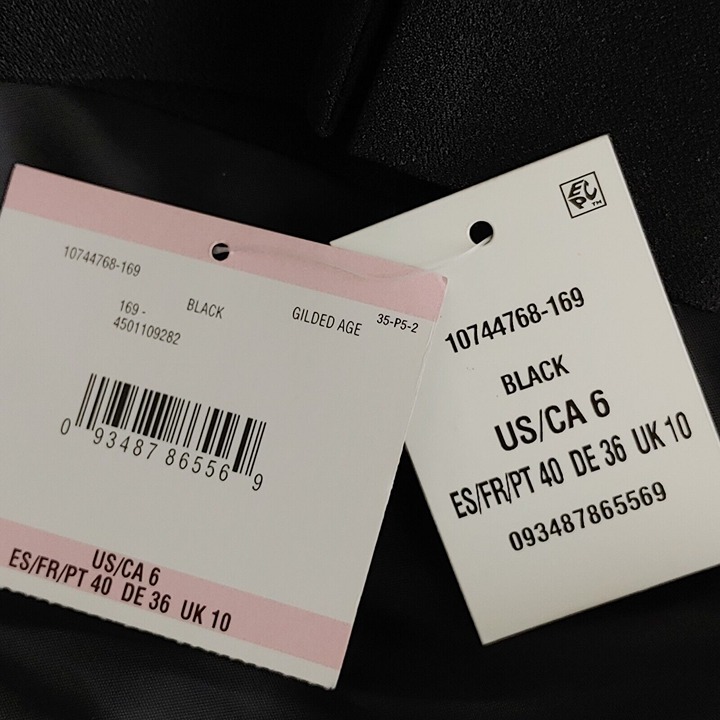 10744768-169
169 -
4501109282
BLACK
GILDED AGE
35-P5-2
0 93487 86556 9
US/CA 6
ES/FR/PT 40 DE 36 UK 10
EPC™
10744768-169
BLACK
US/CA 6
ES/FR/PT 40 DE 36 UK 10
093487865569